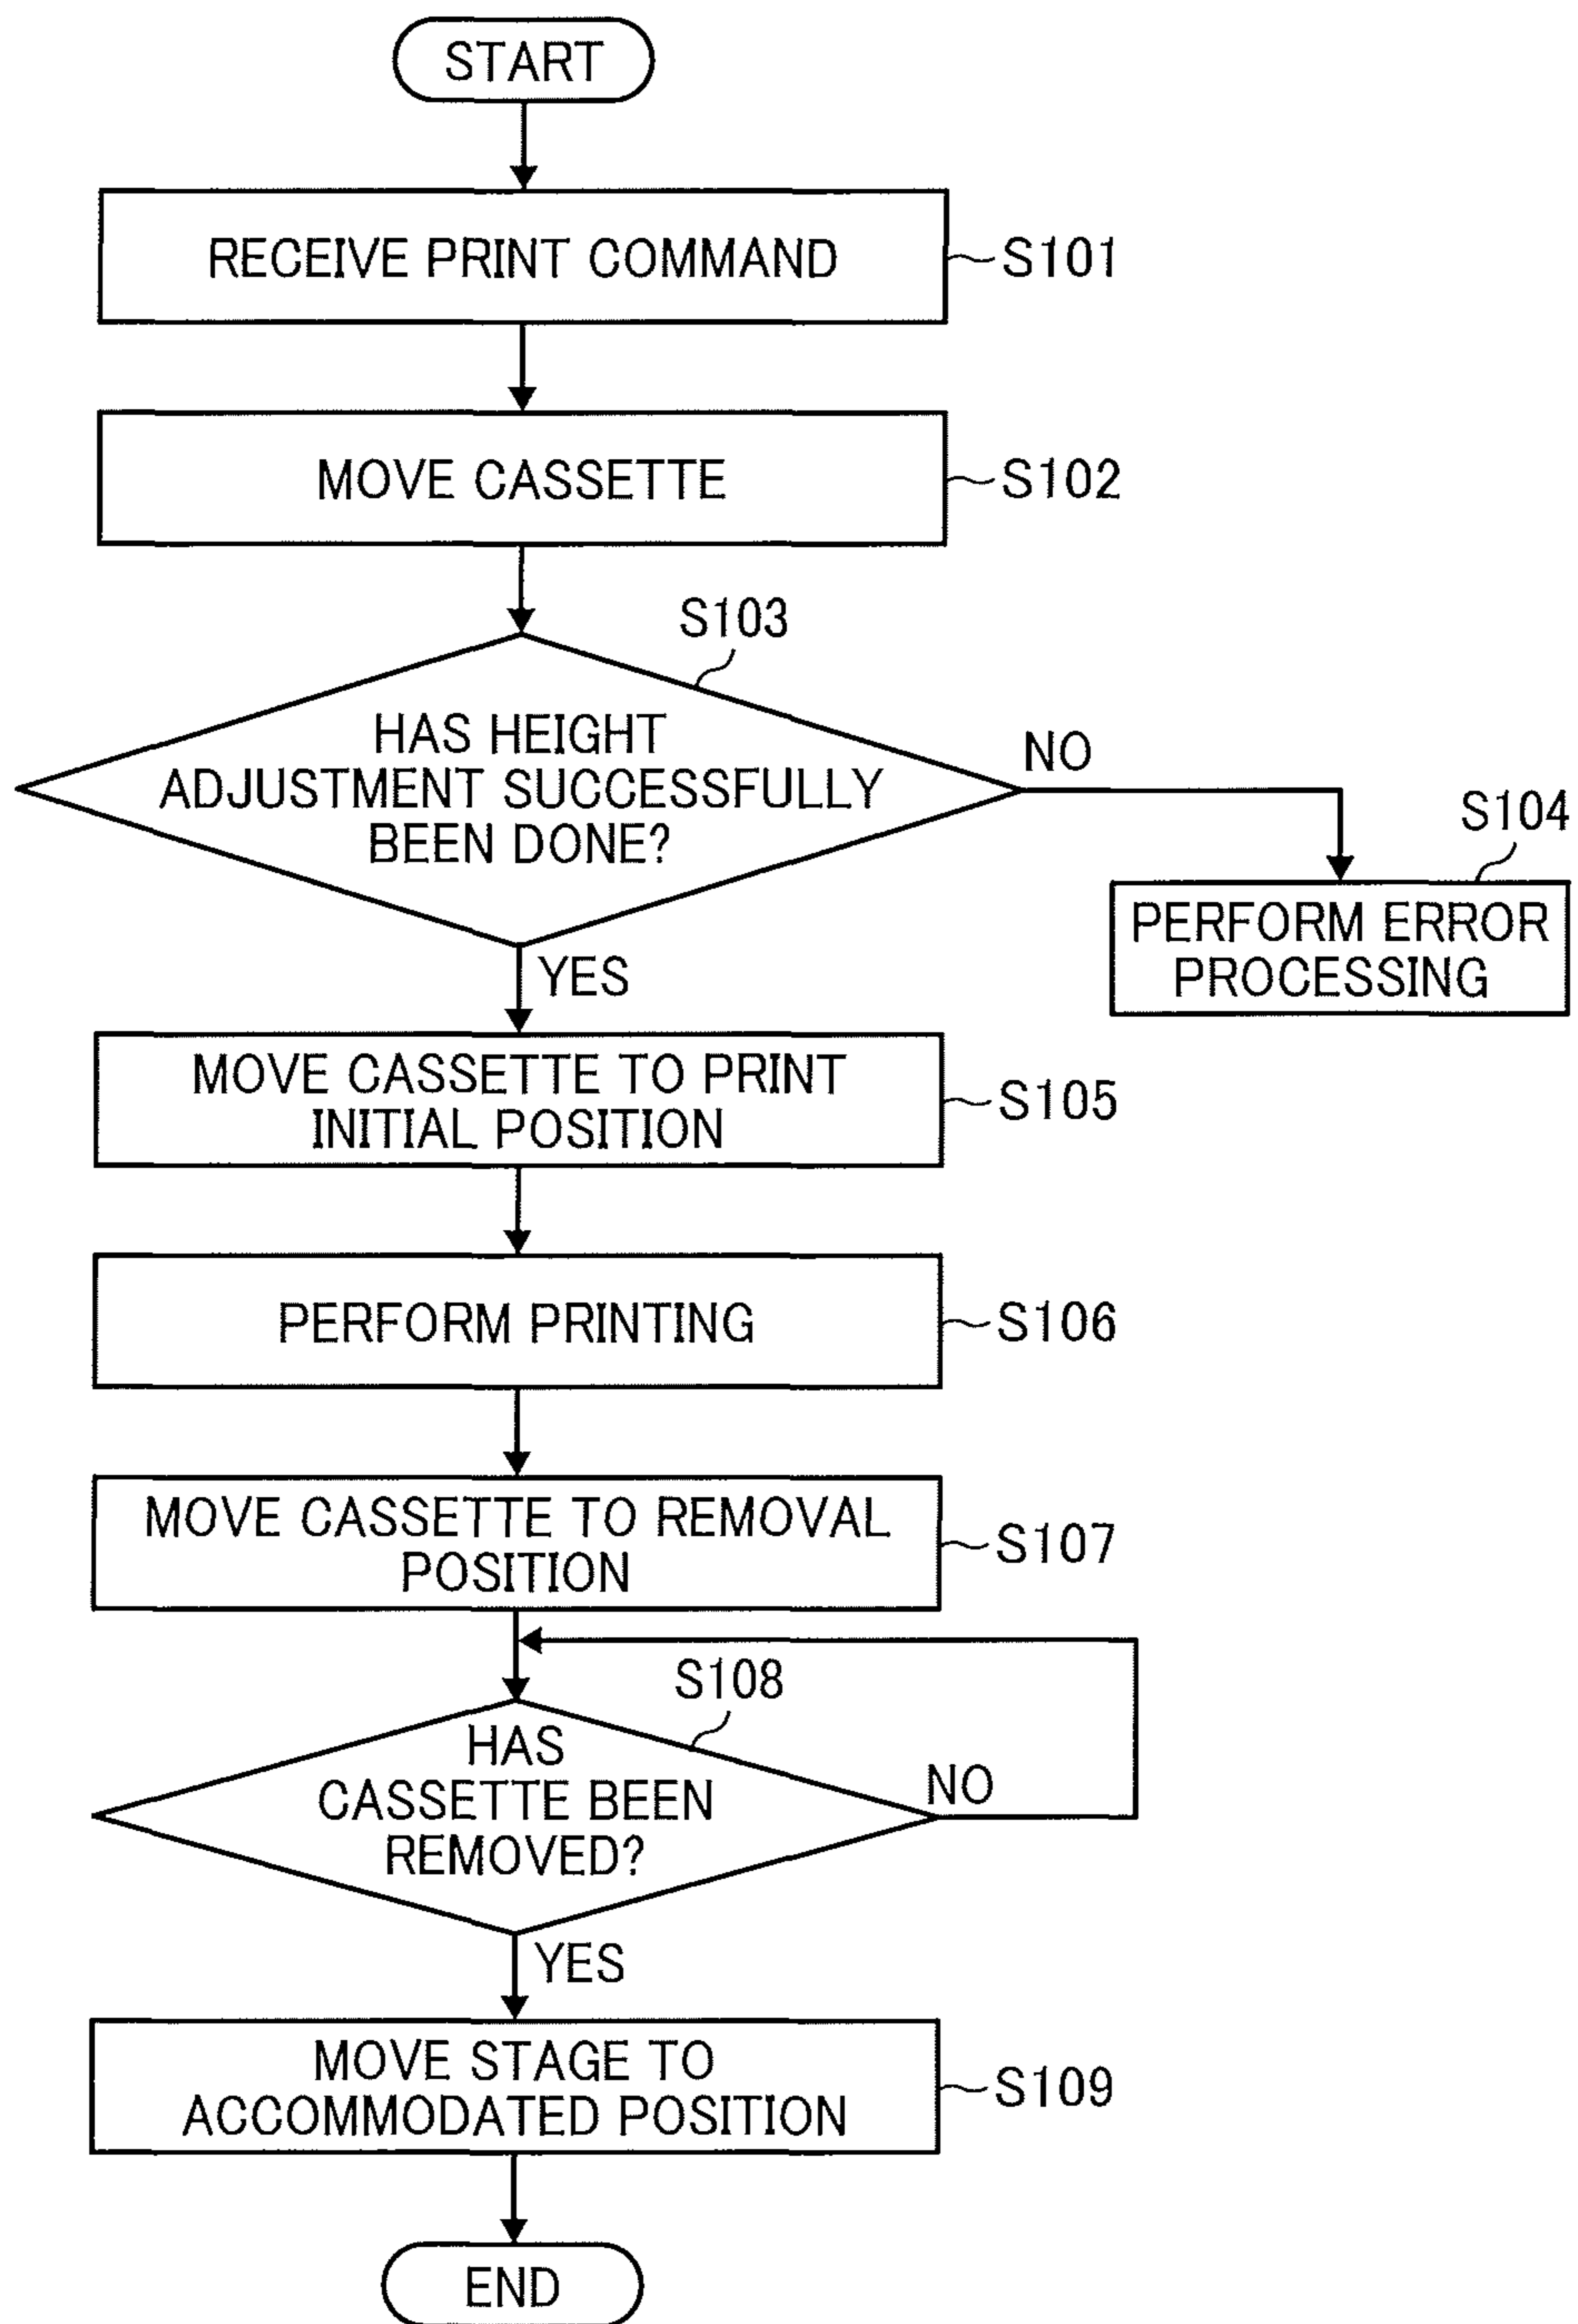 START
RECEIVE PRINT COMMAND
S101
MOVE CASSETTE
S102
S103
HAS HEIGHT
ADJUSTMENT SUCCESSFULLY
BEEN DONE?
NO
S104
PERFORM ERROR
PROCESSING
YES
MOVE CASSETTE TO PRINT
INITIAL POSITION
S105
PERFORM PRINTING
S106
MOVE CASSETTE TO REMOVAL
POSITION
S107
S108
HAS
CASSETTE BEEN
REMOVED?
NO
YES
MOVE STAGE TO
ACCOMMODATED POSITION
S109
END